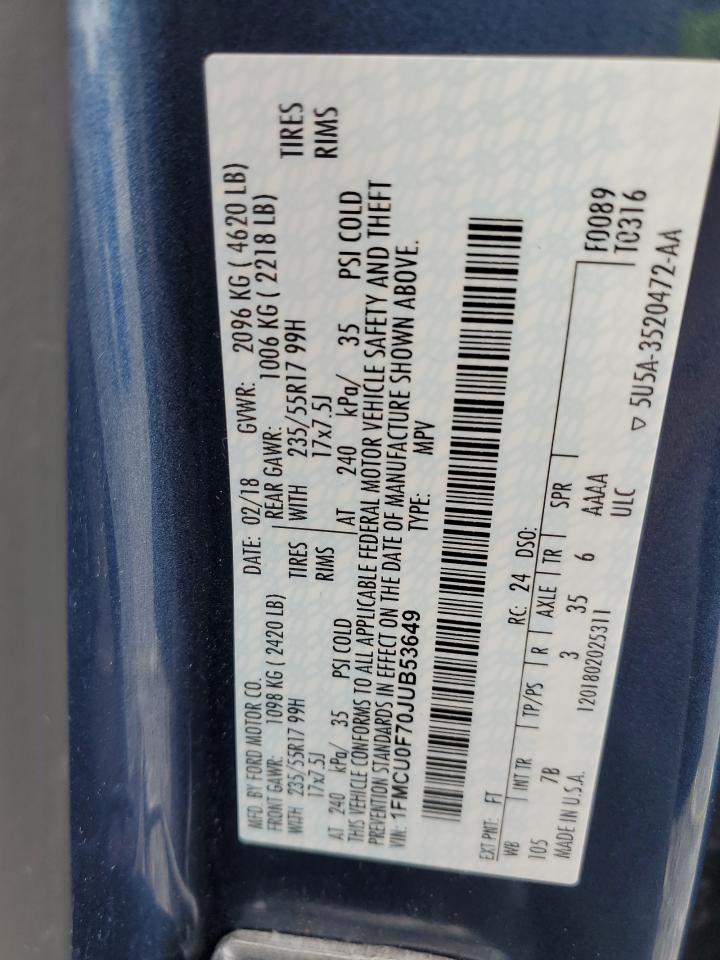 MFD. BY FORD MOTOR CO. DATE: 02/18 GVWR: 2096 KG ( 4620 LB)
FRONT GAWR: 1098 KG ( 2420 LB) REAR GAWR: 1006 KG ( 2218 LB)
WITH 235/55R17 99H TIRES WITH 235/55R17 99H TIRES
17x7.5J RIMS 17x7.5J RIMS
AT 240 kPa/ 35 PSI COLD AT 240 kPa/ 35 PSI COLD
THIS VEHICLE CONFORMS TO ALL APPLICABLE FEDERAL MOTOR VEHICLE SAFETY AND THEFT
PREVENTION STANDARDS IN EFFECT ON THE DATE OF MANUFACTURE SHOWN ABOVE.
VIN: 1FMCU0F70JUB53649 TYPE: MPV
EXT PNT: FT RC: 24 DSO:
WB INT TR TP/PS R AXLE TR SPR F0089
105 7B 3 35 6 AAAA T0316
MADE IN U.S.A. 1201802025311 ULC
▽ 5U5A-3520472-AA